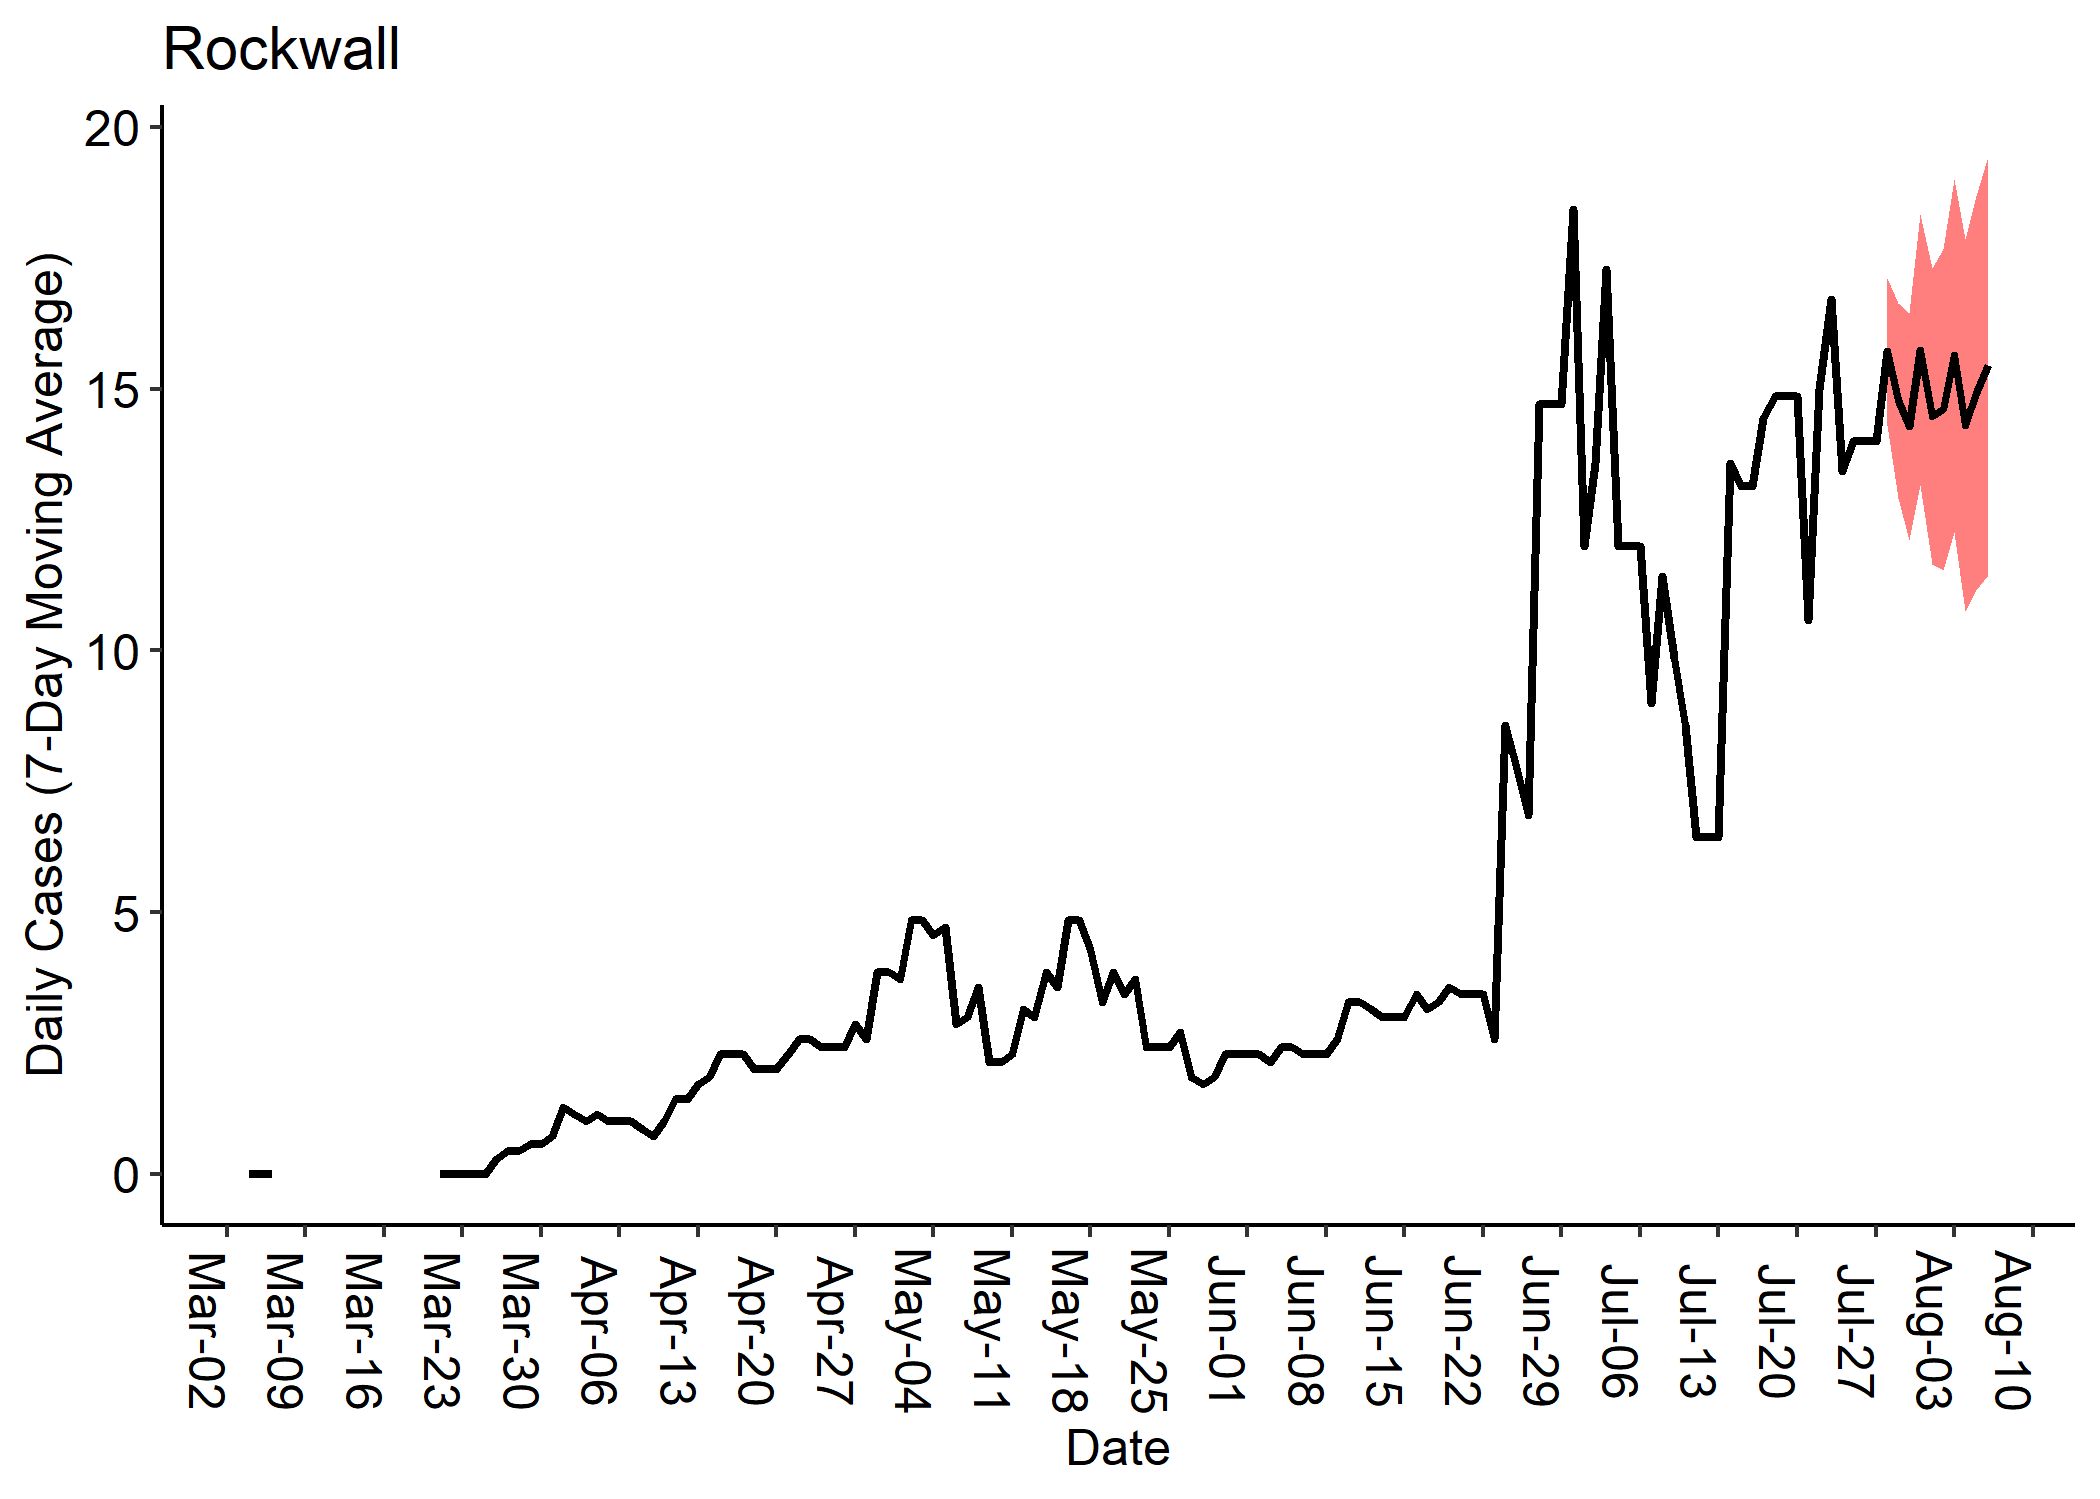 Rockwall
Daily Cases (7-Day Moving Average)
20
15
10
5
0
Mar-02
Mar-09
Mar-16
Mar-23
Mar-30
Apr-06
Apr-13
Apr-20
Apr-27
May-04
May-11
May-18
May-25
Jun-01
Jun-08
Jun-15
Jun-22
Jun-29
Jul-06
Jul-13
Jul-20
Jul-27
Aug-03
Aug-10
Date